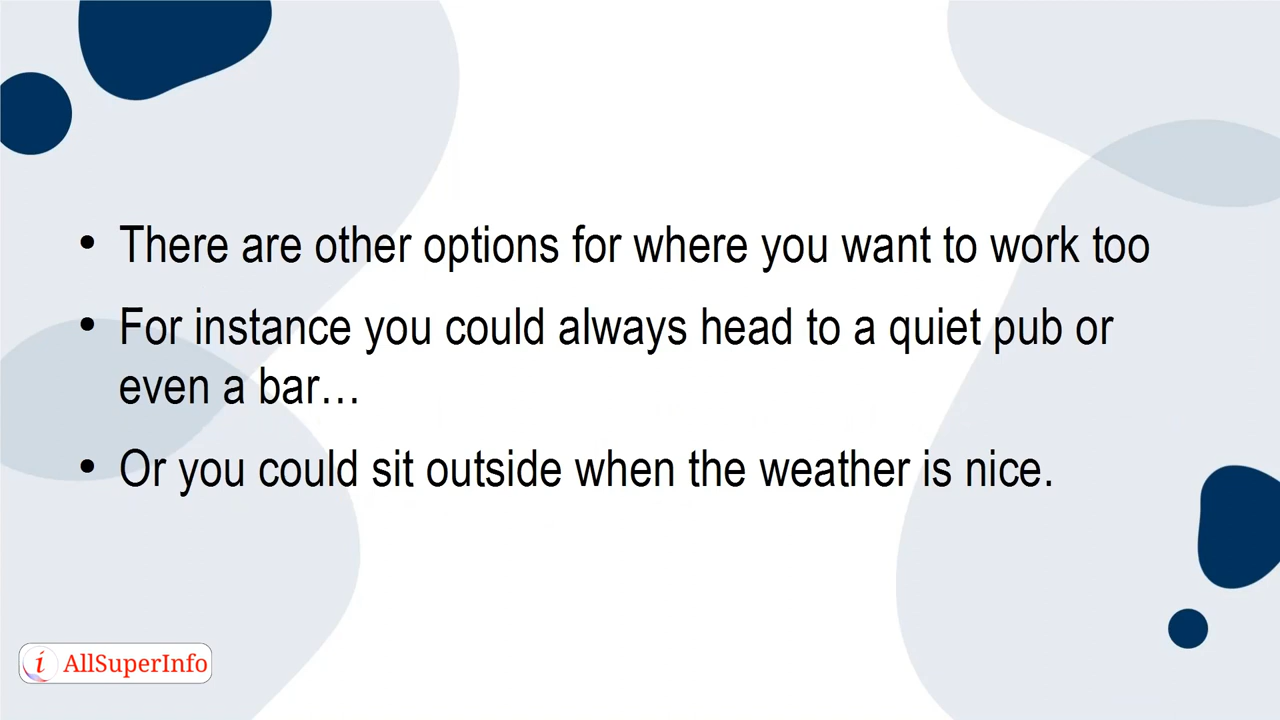 • There are other options for where you want to work too
• For instance you could always head to a quiet pub or
even a bar…
• Or you could sit outside when the weather is nice.
i AllSuperInfo